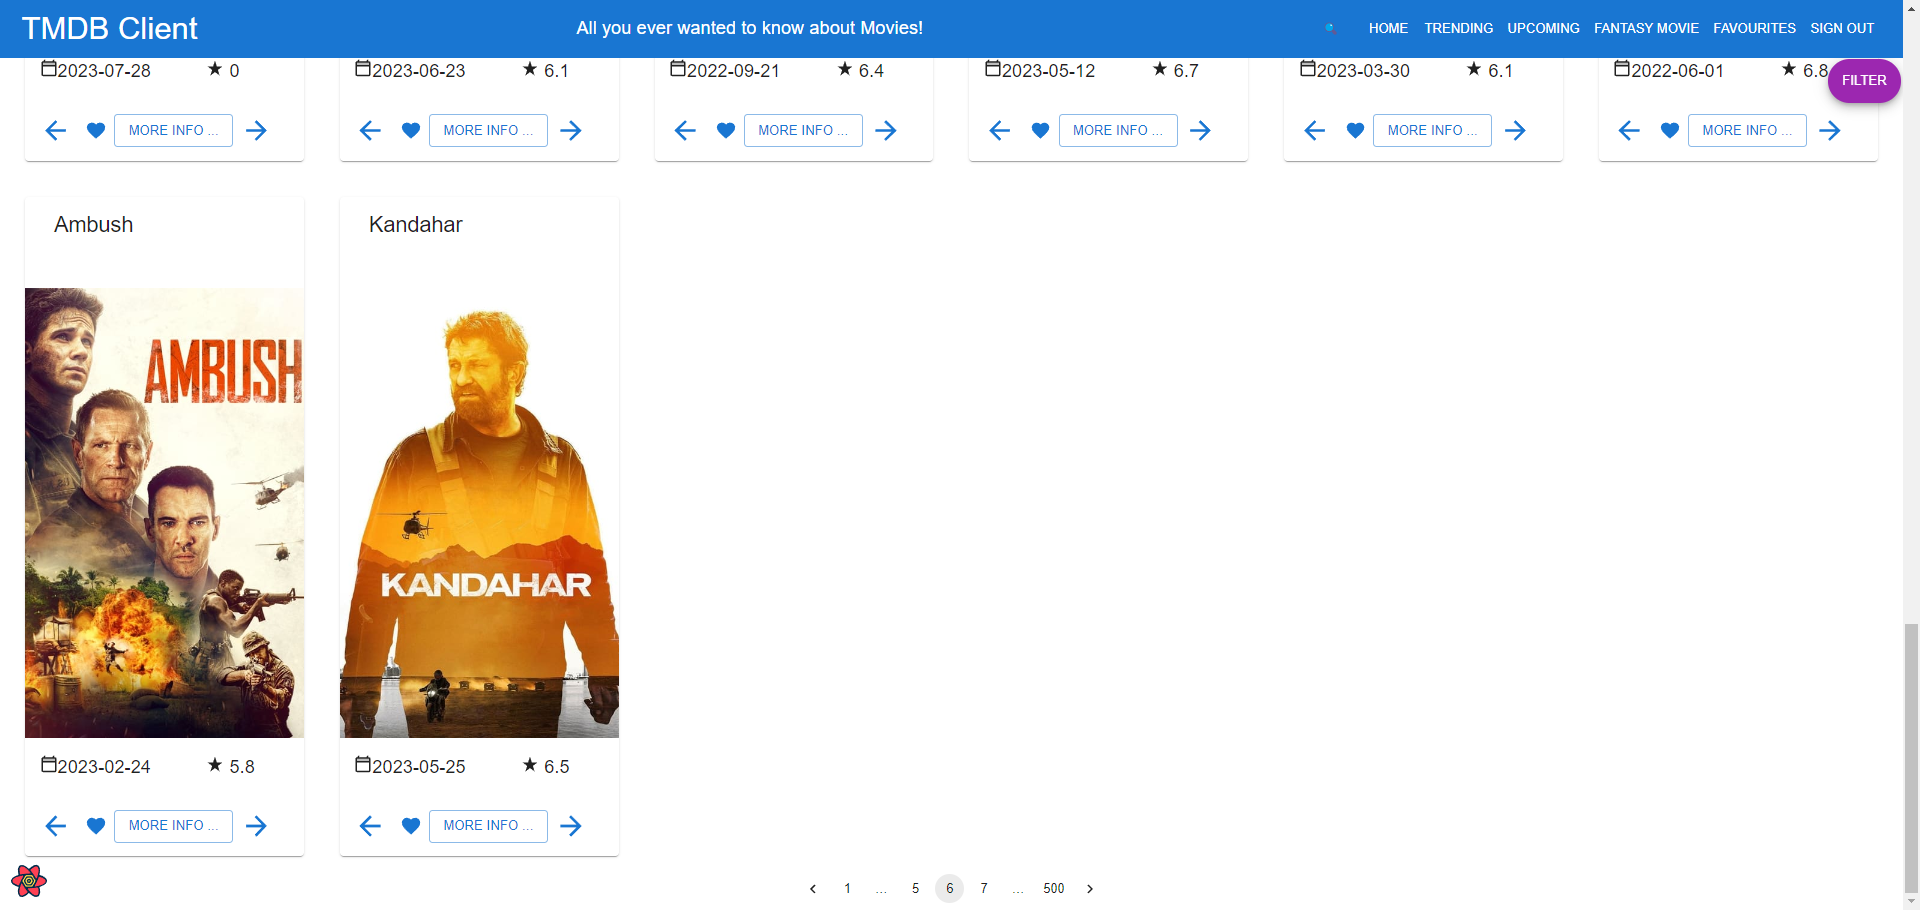 TMDB Client
All you ever wanted to know about Movies!
HOME TRENDING UPCOMING FANTASY MOVIE FAVOURITES SIGN OUT
2023-07-28 ★ 0
2023-06-23 ★ 6.1
2022-09-21 ★ 6.4
2023-05-12 ★ 6.7
2023-03-30 ★ 6.1
2022-06-01 ★ 6.8
FILTER
MORE INFO ...
MORE INFO ...
MORE INFO ...
MORE INFO ...
MORE INFO ...
MORE INFO ...
Ambush
AMBUSH
2023-02-24 ★ 5.8
MORE INFO ...
Kandahar
KANDAHAR
2023-05-25 ★ 6.5
MORE INFO ...
‹ 1 ... 5 6 7 ... 500 ›